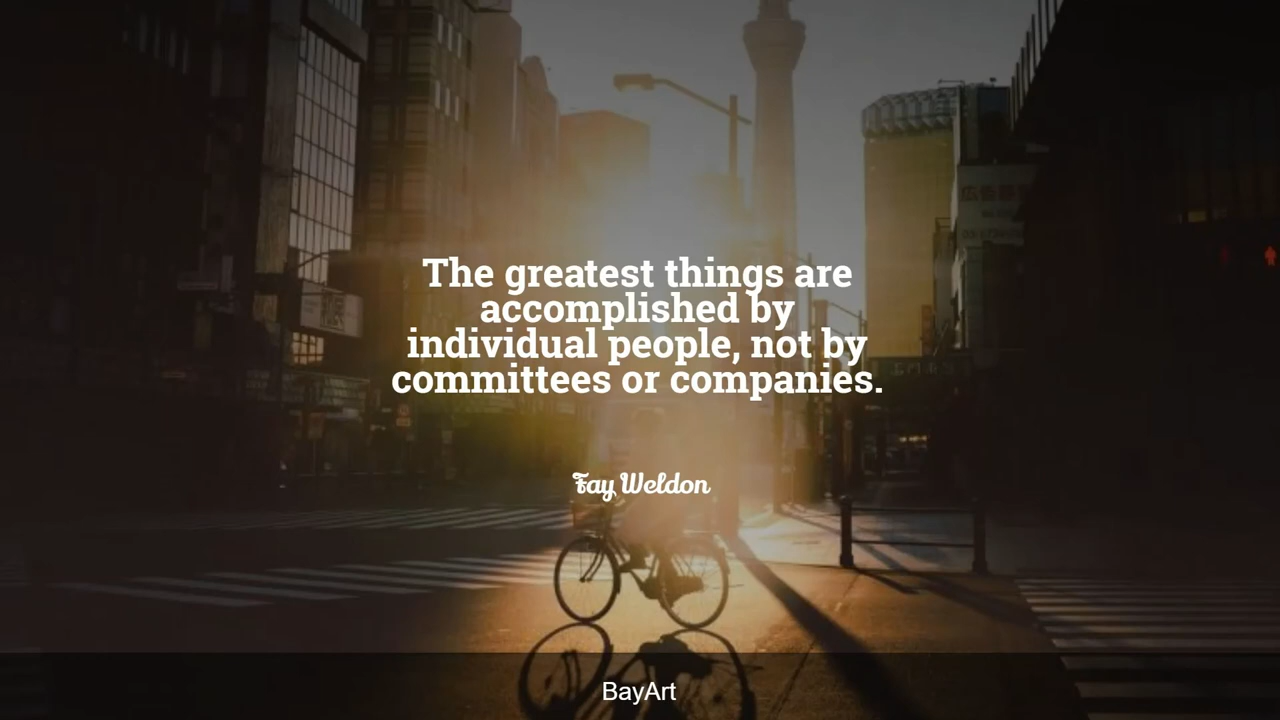 The greatest things are
accomplished by
individual people, not by
committees or companies.
Fay Weldon
BayArt